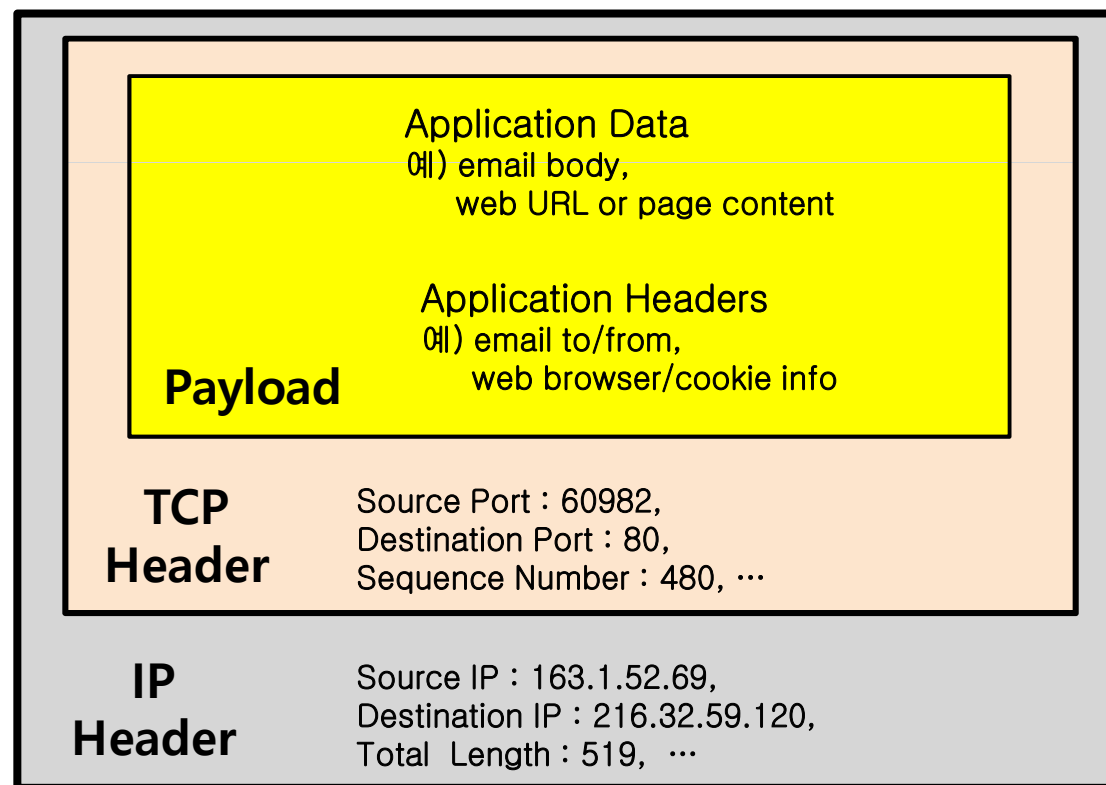 Application Data
예) email body,
web URL or page content
Application Headers
예) email to/from,
web browser/cookie info
Payload
TCP
Header
Source Port : 60982,
Destination Port : 80,
Sequence Number : 480, ⋯
IP
Header
Source IP : 163.1.52.69,
Destination IP : 216.32.59.120,
Total Length : 519, ⋯